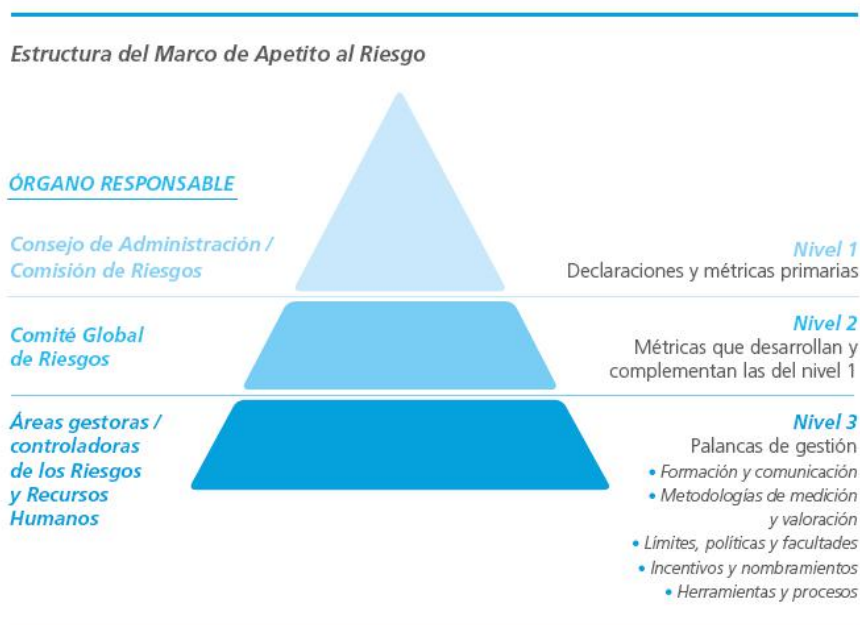 Estructura del Marco de Apetito al Riesgo
ÓRGANO RESPONSABLE
Consejo de Administración /
Comisión de Riesgos
Nivel 1
Declaraciones y métricas primarias
Comité Global
de Riesgos
Nivel 2
Métricas que desarrollan y
complementan las del nivel 1
Áreas gestoras /
controladoras
de los Riesgos
y Recursos
Humanos
Nivel 3
Palancas de gestión
• Formación y comunicación
• Metodologías de medición
y valoración
• Límites, políticas y facultades
• Incentivos y nombramientos
• Herramientas y procesos